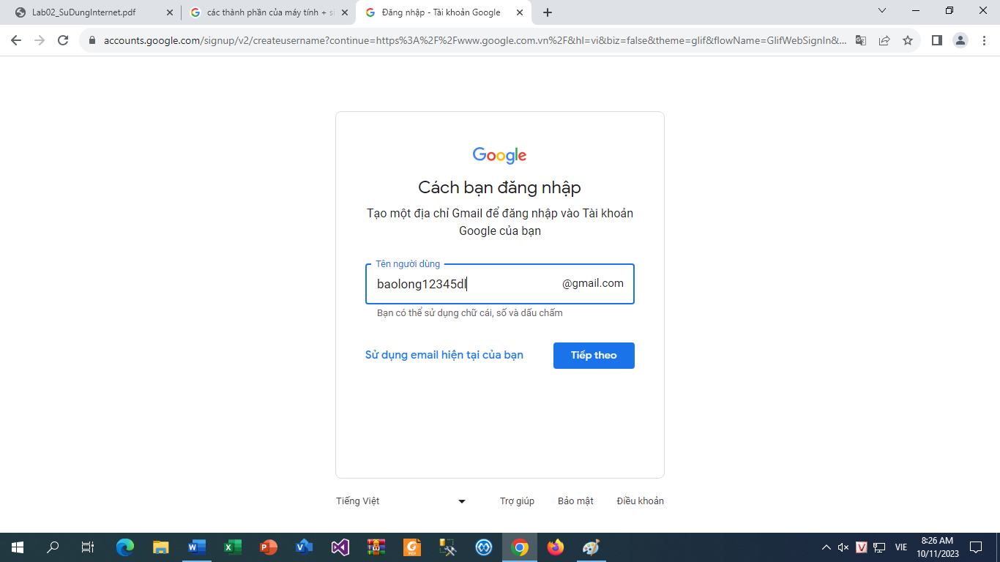 Lab02_SuDungInternet.pdf
các thành phần của máy tính + si
Đăng nhập - Tài khoản Google
accounts.google.com/signup/v2/createusername?continue=https%3A%2F%2Fwww.google.com.vn%2F&hl=vi&biz=false&theme=glif&flowName=GlifWebSignIn&...
Google
Cách bạn đăng nhập
Tạo một địa chỉ Gmail để đăng nhập vào Tài khoản
Google của bạn
Tên người dùng
baolong12345dl @gmail.com
Bạn có thể sử dụng chữ cái, số và dấu chấm
Sử dụng email hiện tại của bạn
Tiếp theo
Tiếng Việt
Trợ giúp
Bảo mật
Điều khoản
VIE
8:26 AM
10/11/2023